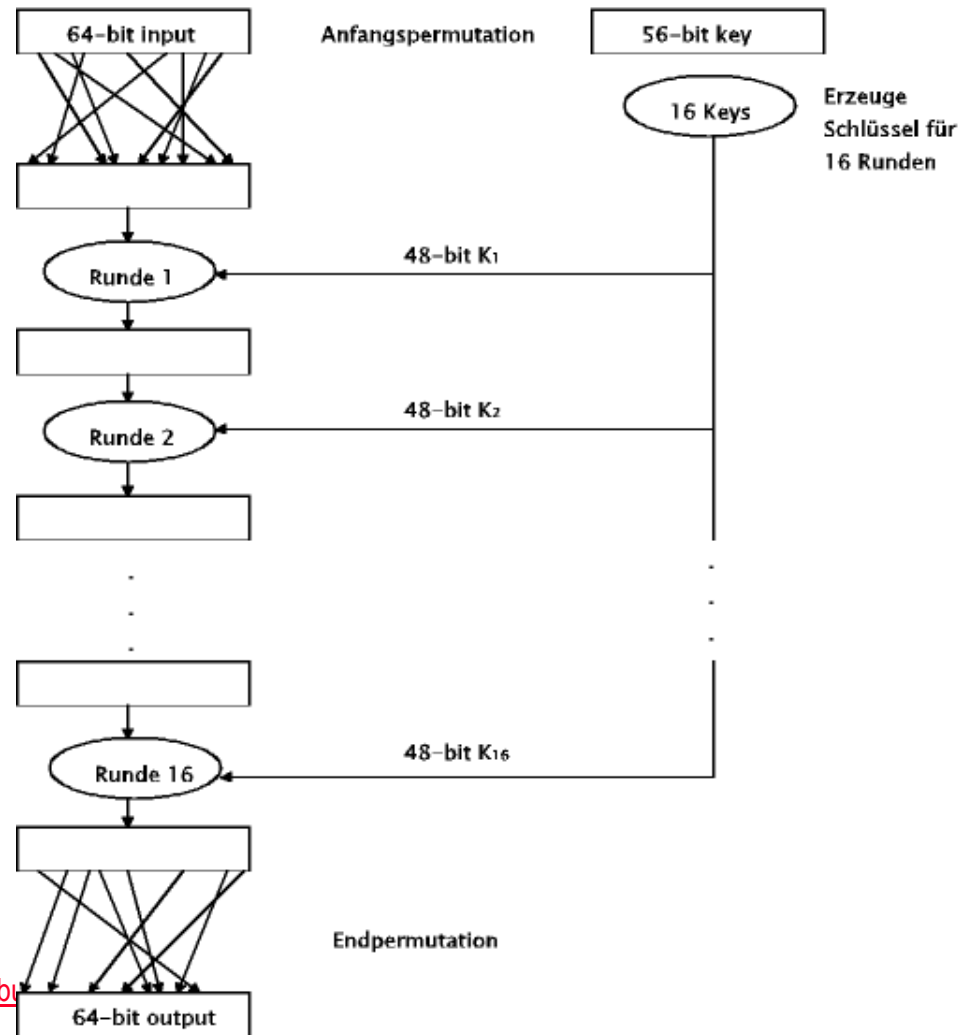 64-bit input
Anfangspermutation
56-bit key
16 Keys
Erzeuge
Schlüssel für
16 Runden
48-bit K1
Runde 1
48-bit K2
Runde 2
48-bit K16
Runde 16
Endpermutation
64-bit output